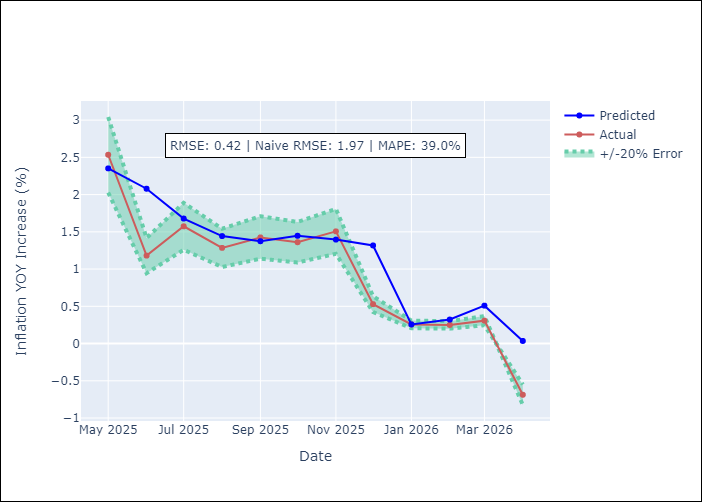 RMSE: 0.42 | Naive RMSE: 1.97 | MAPE: 39.0%
Predicted
Actual
+/-20% Error
Inflation YOY Increase (%)
3
2.5
2
1.5
1
0.5
0
−0.5
−1
May 2025
Jul 2025
Sep 2025
Nov 2025
Jan 2026
Mar 2026
Date